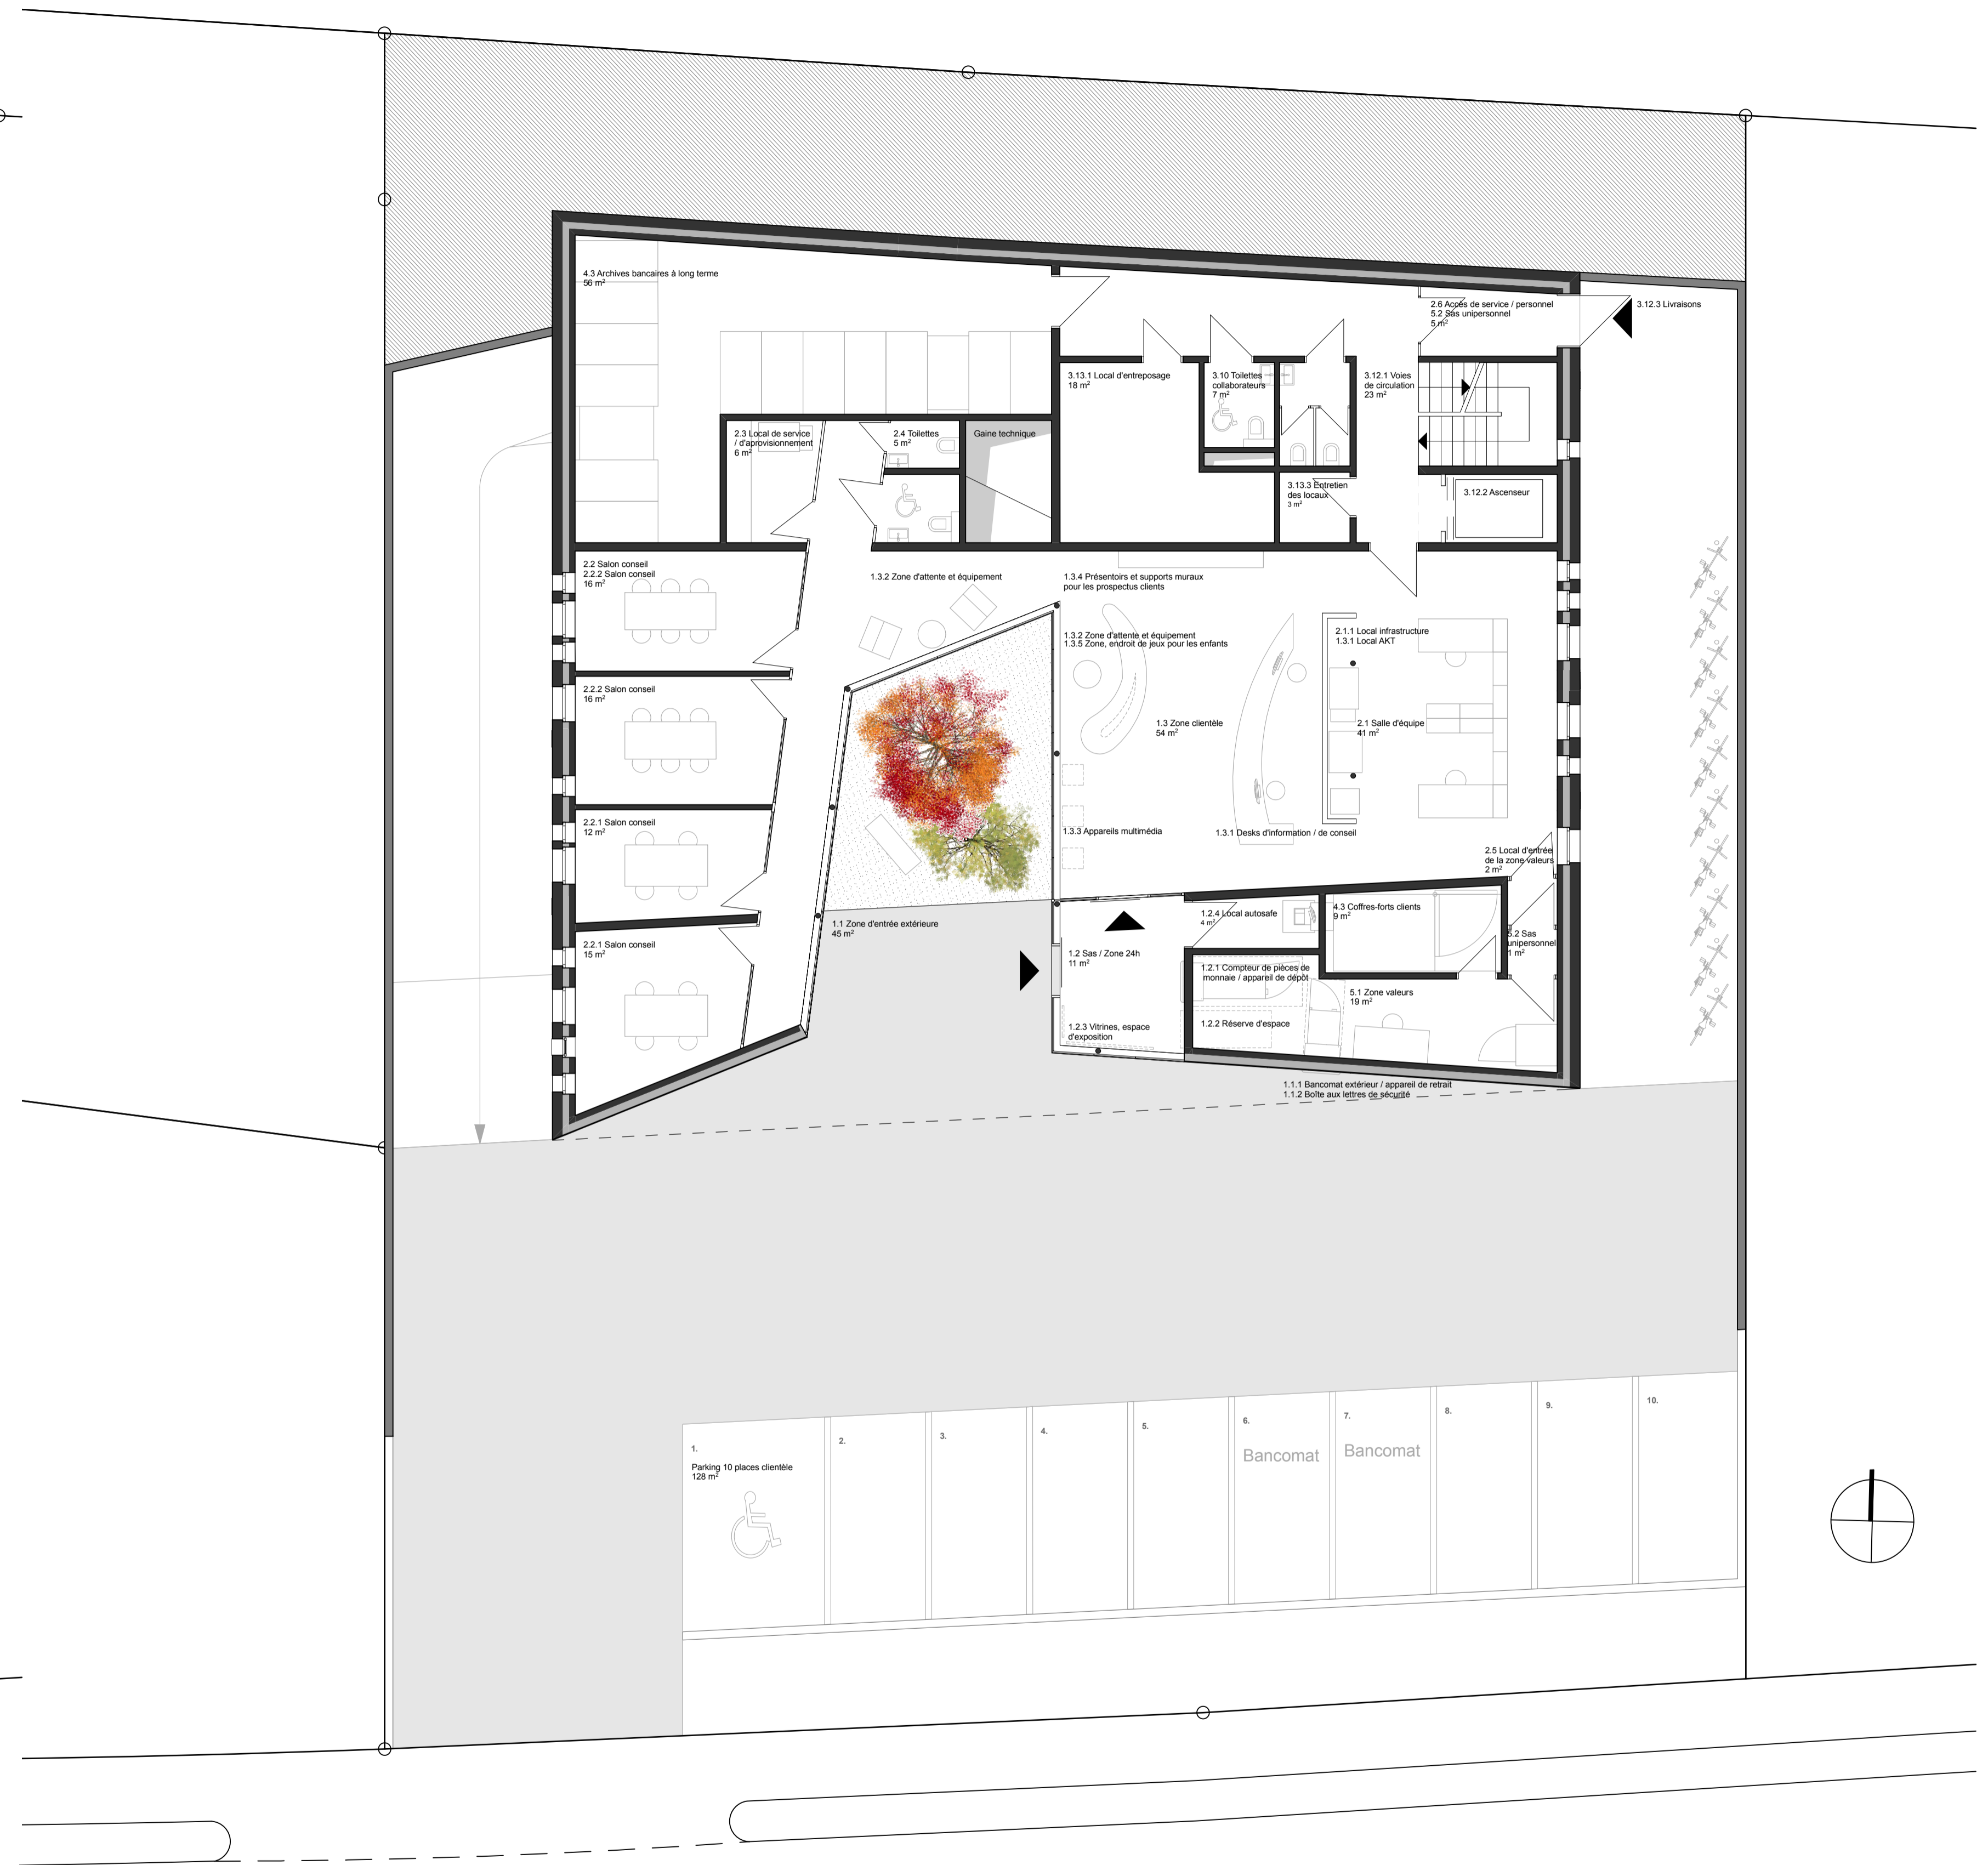 4.3 Archives bancaires à long terme
56 m²
2.6 Accès de service / personnel
5.2 Sas unipersonnel
5 m²
3.12.3 Livraisons
3.13.1 Local d'entreposage
18 m²
3.10 Toilettes
collaborateurs
7 m²
3.12.1 Voies
de circulation
23 m²
2.3 Local de service
/ d'aprovisionnement
6 m²
2.4 Toilettes
5 m²
Gaine technique
3.13.3 Entretien
des locaux
3 m²
3.12.2 Ascenseur
2.2 Salon conseil
2.2.2 Salon conseil
16 m²
1.3.2 Zone d'attente et équipement
1.3.4 Présentoirs et supports muraux
pour les prospectus clients
1.3.2 Zone d'attente et équipement
1.3.5 Zone, endroit de jeux pour les enfants
2.1.1 Local infrastructure
1.3.1 Local AKT
2.2.2 Salon conseil
16 m²
1.3 Zone clientèle
54 m²
2.1 Salle d'équipe
41 m²
2.2.1 Salon conseil
12 m²
1.3.3 Appareils multimédia
1.3.1 Desks d'information / de conseil
2.5 Local d'entrée
de la zone valeurs
2 m²
1.1 Zone d'entrée extérieure
45 m²
1.2.4 Local autosafe
4 m²
4.3 Coffres-forts clients
9 m²
5.2 Sas
unipersonnel
1 m²
2.2.1 Salon conseil
15 m²
1.2 Sas / Zone 24h
11 m²
1.2.1 Compteur de pièces de
monnaie / appareil de dépôt
5.1 Zone valeurs
19 m²
1.2.3 Vitrines, espace
d'exposition
1.2.2 Réserve d'espace
1.1.1 Bancomat extérieur / appareil de retrait
1.1.2 Boîte aux lettres de sécurité
1.
Parking 10 places clientèle
128 m²
2.
3.
4.
5.
6.
Bancomat
7.
Bancomat
8.
9.
10.